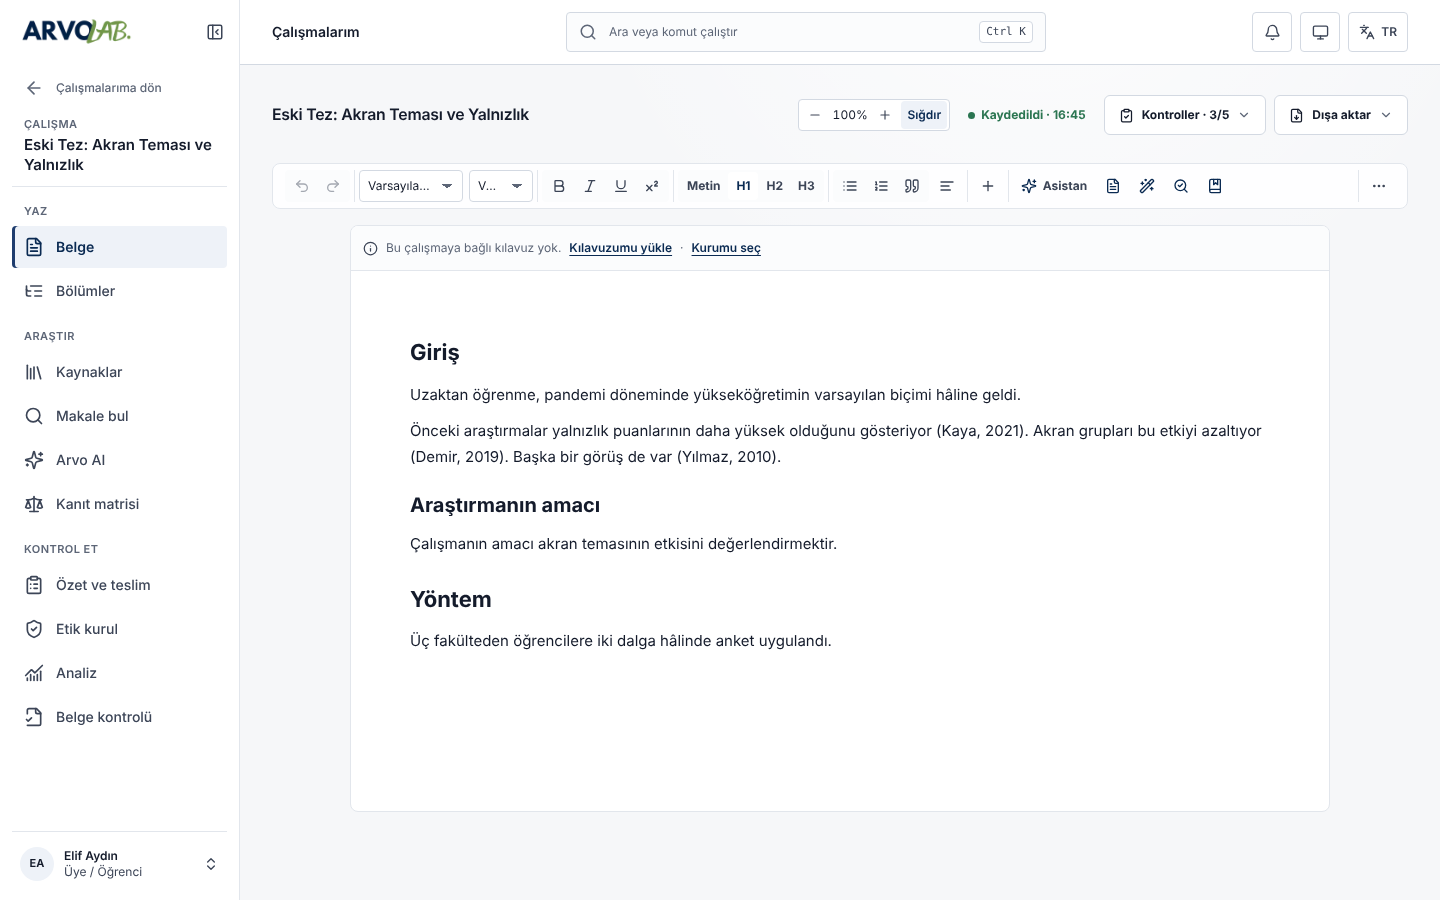 ARVOLAB.
Çalışmalarıma dön
ÇALIŞMA
Eski Tez: Akran Teması ve
Yalnızlık
YAZ
Belge
Bölümler
ARAŞTIR
Kaynaklar
Makale bul
Arvo AI
Kanıt matrisi
KONTROL ET
Özet ve teslim
Etik kurul
Analiz
Belge kontrolü
EA
Elif Aydın
Üye / Öğrenci
Çalışmalarım
Ara veya komut çalıştır
Ctrl K
TR
Eski Tez: Akran Teması ve Yalnızlık
100%
Sığdır
Kaydedildi · 16:45
Kontroller · 3/5
Dışa aktar
Varsayıla...
V...
B I U x²
Metin H1 H2 H3
Asistan
Bu çalışmaya bağlı kılavuz yok. Kılavuzumu yükle · Kurumu seç
Giriş
Uzaktan öğrenme, pandemi döneminde yükseköğretimin varsayılan biçimi hâline geldi.
Önceki araştırmalar yalnızlık puanlarının daha yüksek olduğunu gösteriyor (Kaya, 2021). Akran grupları bu etkiyi azaltıyor
(Demir, 2019). Başka bir görüş de var (Yılmaz, 2010).
Araştırmanın amacı
Çalışmanın amacı akran temasının etkisini değerlendirmektir.
Yöntem
Üç fakülteden öğrencilere iki dalga hâlinde anket uygulandı.